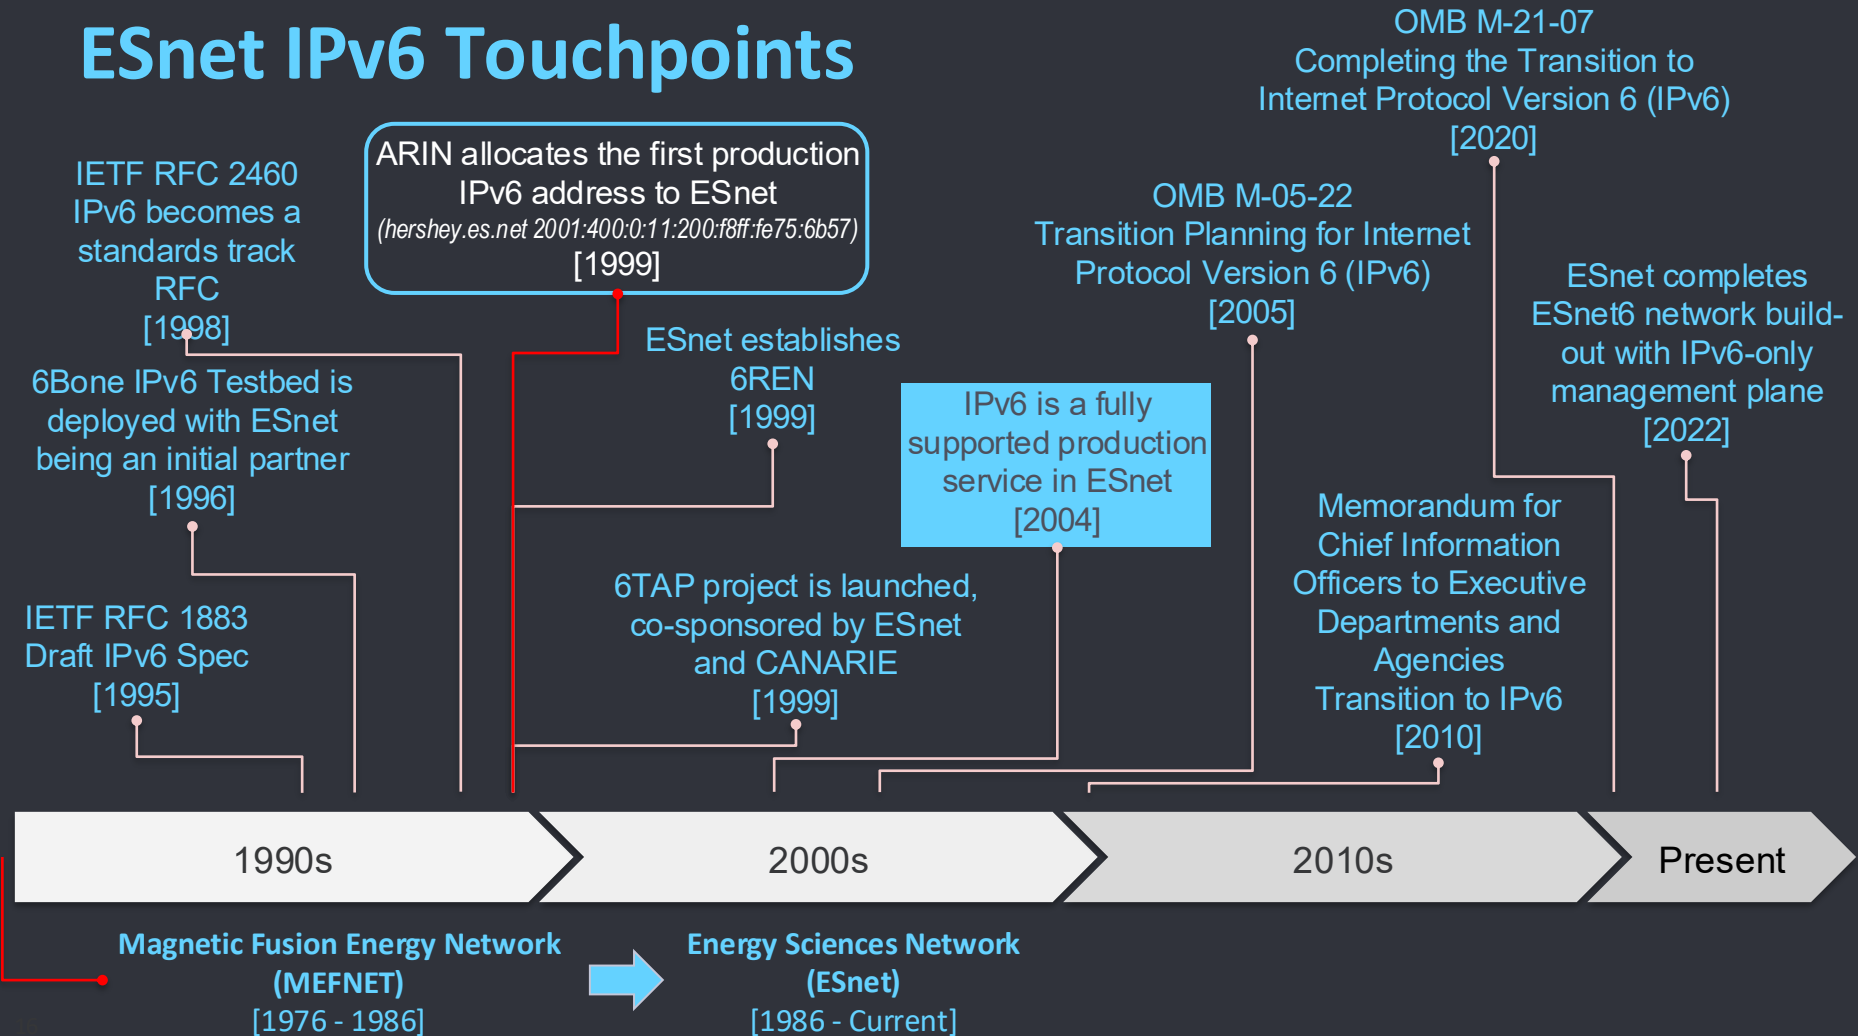 ESnet IPv6 Touchpoints
OMB M-21-07
Completing the Transition to
Internet Protocol Version 6 (IPv6)
[2020]
ARIN allocates the first production
IPv6 address to ESnet
(hershey.es.net 2001:400:0:11:200:f8ff:fe75:6b57)
[1999]
IETF RFC 2460
IPv6 becomes a
standards track
RFC
[1998]
OMB M-05-22
Transition Planning for Internet
Protocol Version 6 (IPv6)
[2005]
ESnet completes
ESnet6 network build-
out with IPv6-only
management plane
[2022]
ESnet establishes
6REN
[1999]
6Bone IPv6 Testbed is
deployed with ESnet
being an initial partner
[1996]
IPv6 is a fully
supported production
service in ESnet
[2004]
Memorandum for
Chief Information
Officers to Executive
Departments and
Agencies
Transition to IPv6
[2010]
6TAP project is launched,
co-sponsored by ESnet
and CANARIE
[1999]
IETF RFC 1883
Draft IPv6 Spec
[1995]
1990s
2000s
2010s
Present
Magnetic Fusion Energy Network
(MEFNET)
[1976 - 1986]
Energy Sciences Network
(ESnet)
[1986 - Current]